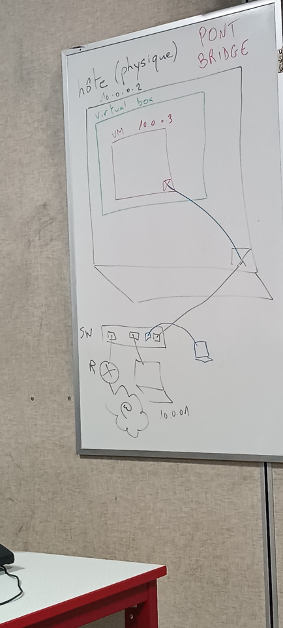 hôte (physique)
PONT
BRIDGE
10.0.0.2
virtual box
VM 10.0.0.3
SW
R
10.0.0.1